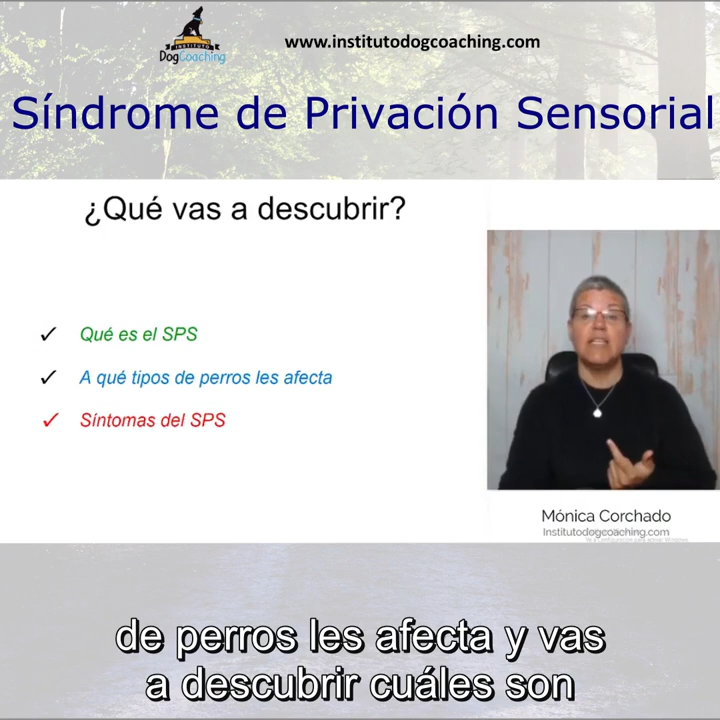 INSTITUTO
DogCoaching
www.institutodogcoaching.com
Síndrome de Privación Sensorial
¿Qué vas a descubrir?
Qué es el SPS
A qué tipos de perros les afecta
Síntomas del SPS
Mónica Corchado
Institutodogcoaching.com
de perros les afecta y vas
a descubrir cuáles son